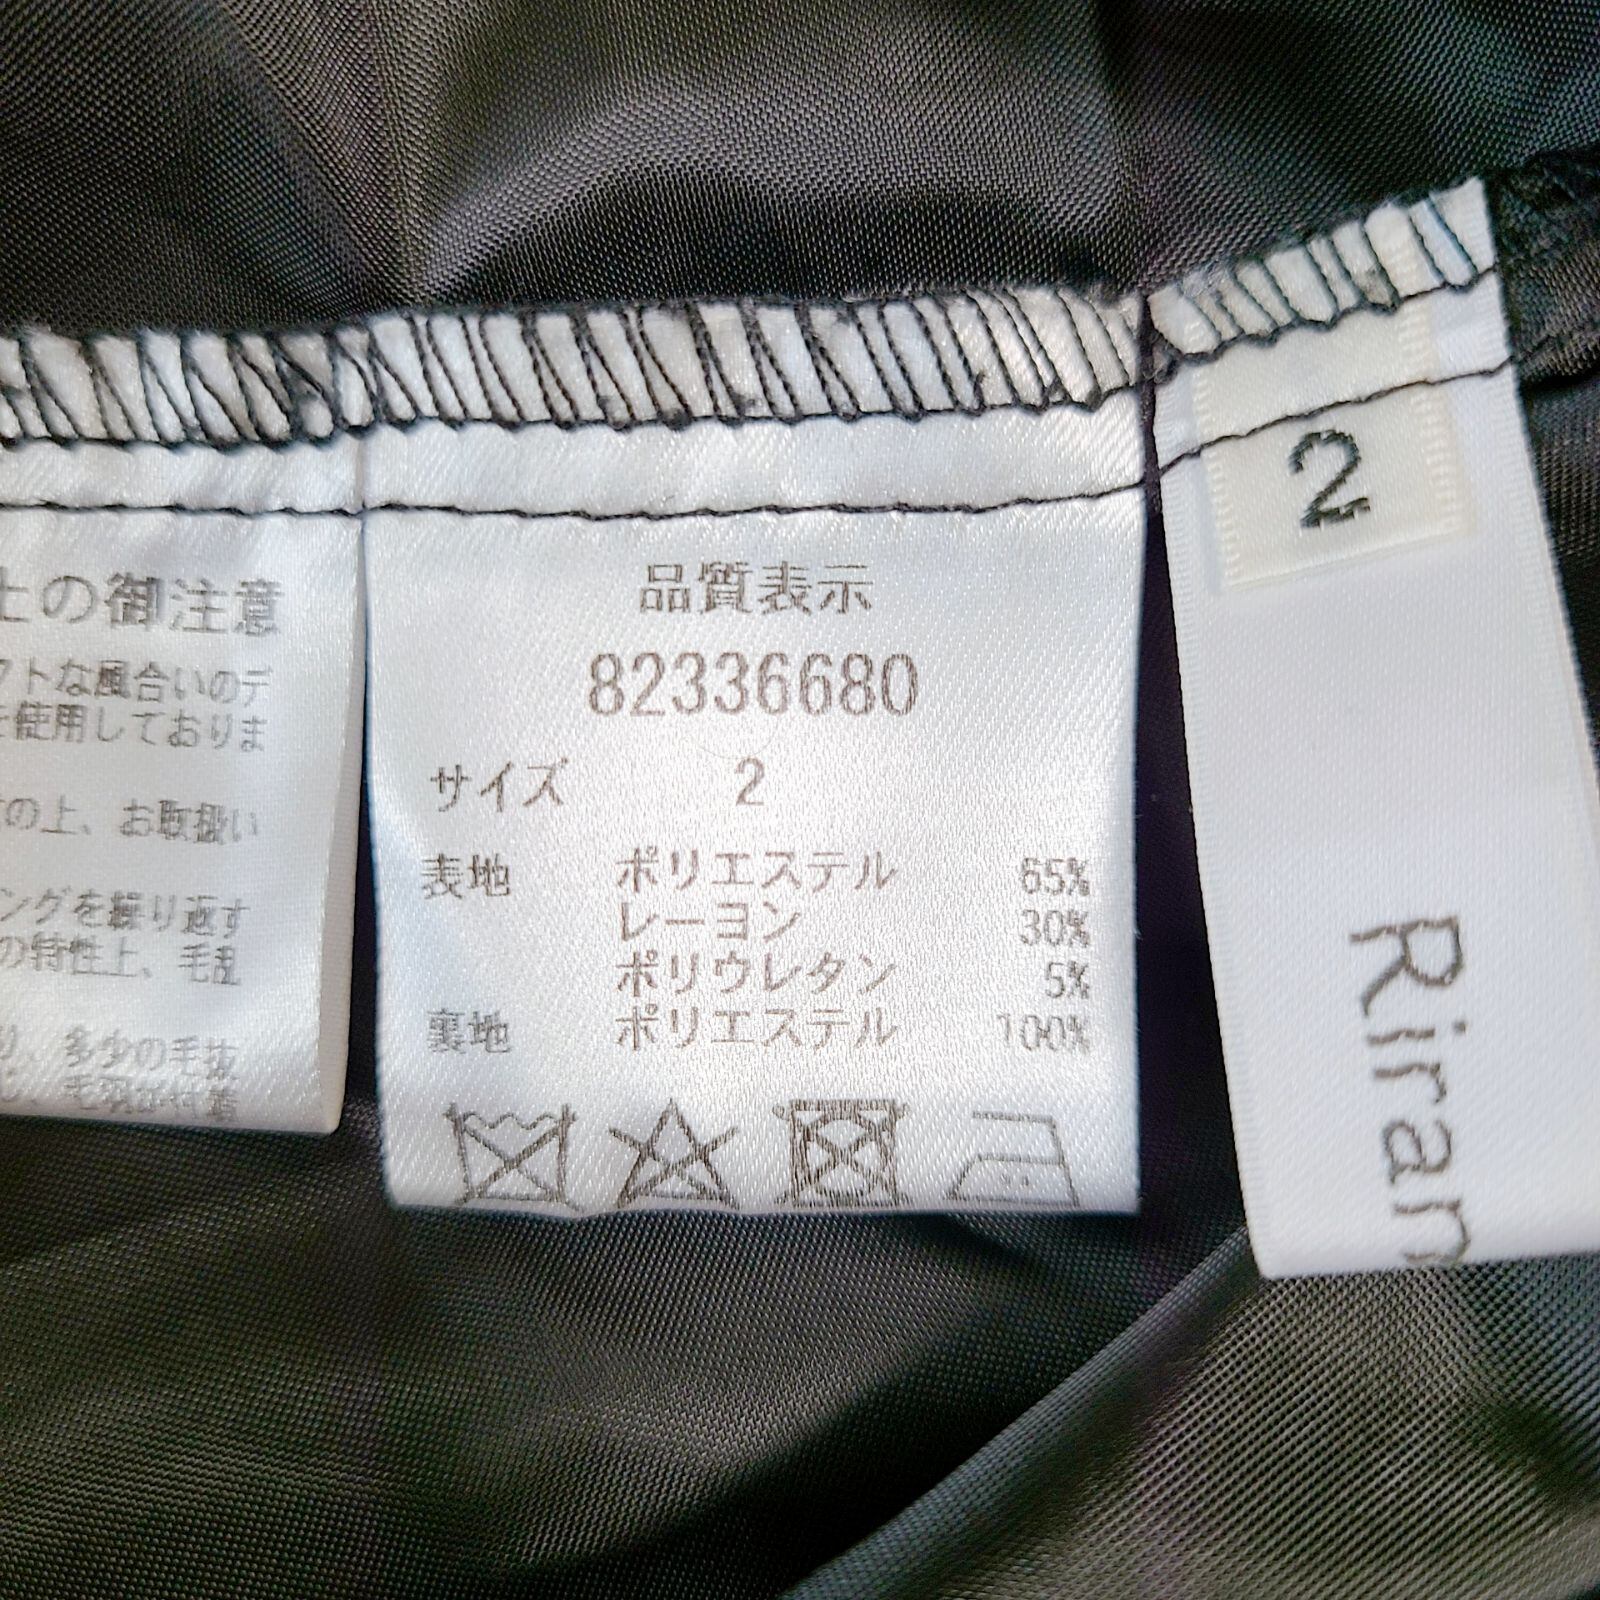 上の御注意
フトな風合いのデ
を使用しておりま
の上、お取扱い
ングを繰り返す
の特性上、毛乱
り、多少の毛抜
品質表示
82336680
サイズ 2
表地 ポリエステル 65%
レーヨン 30%
ポリウレタン 5%
裏地 ポリエステル 100%
2
Riran